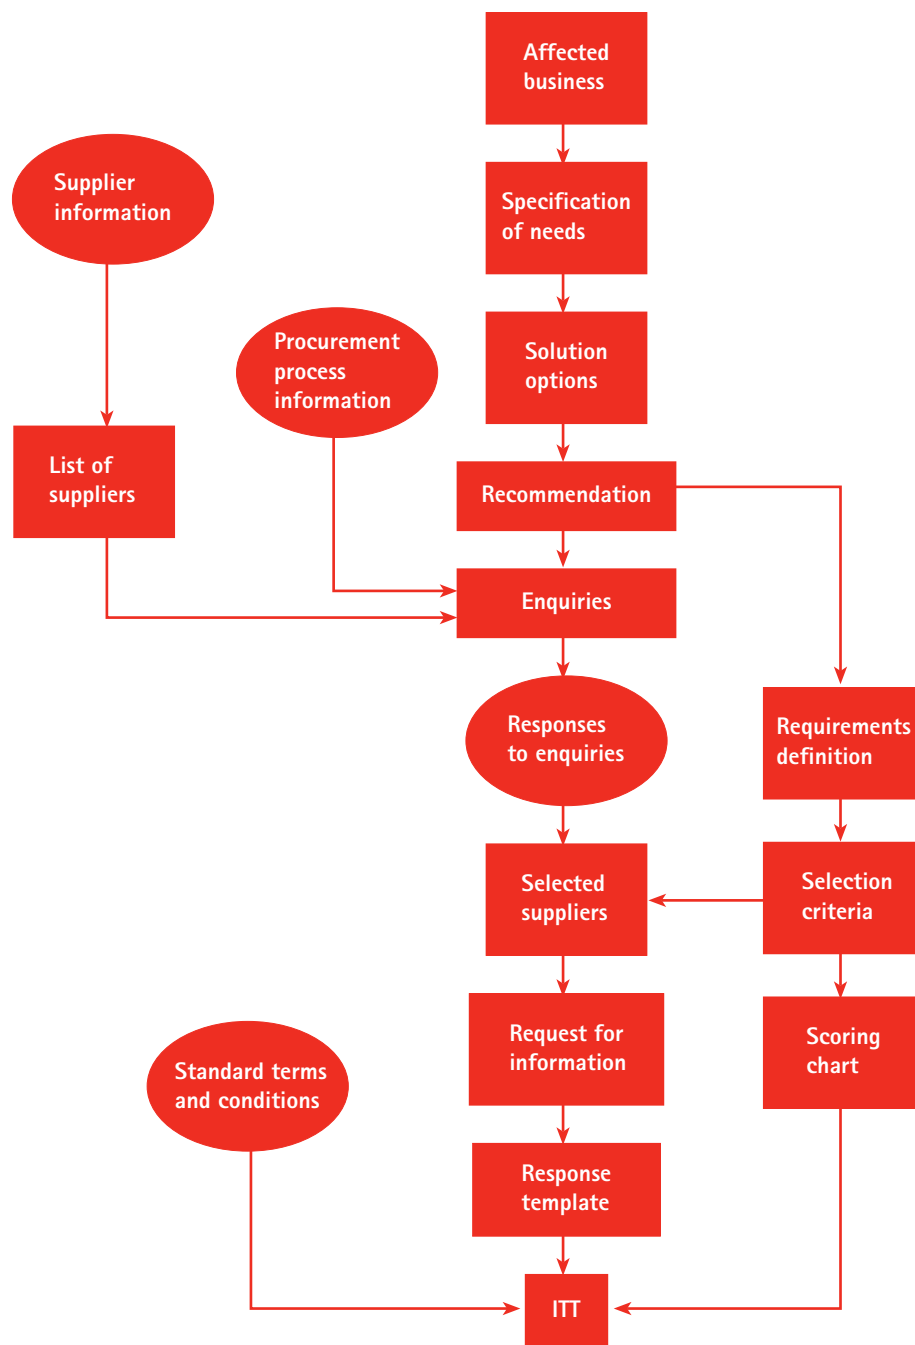 Affected
business
Supplier
information
Specification
of needs
Procurement
process
information
Solution
options
List of
suppliers
Recommendation
Enquiries
Responses
to enquiries
Requirements
definition
Selected
suppliers
Selection
criteria
Request for
information
Scoring
chart
Standard terms
and conditions
Response
template
ITT